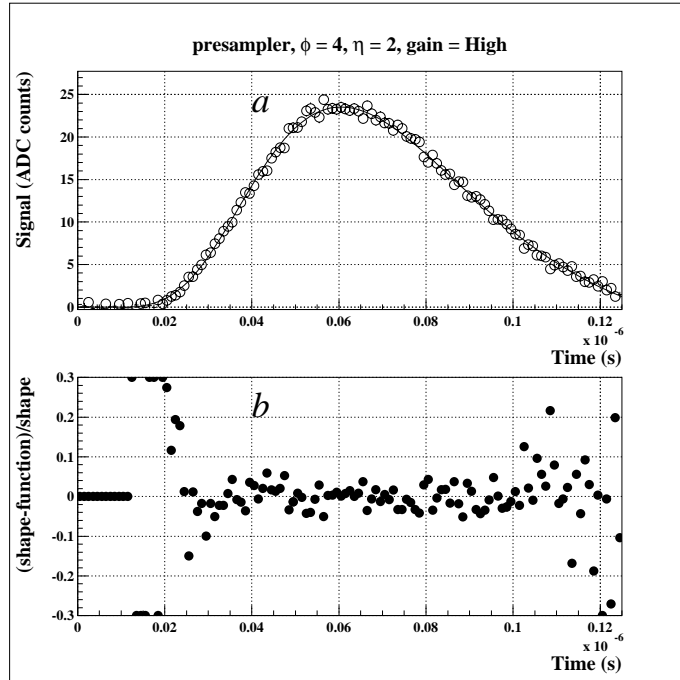 presampler, ϕ = 4, η = 2, gain = High
a
Signal (ADC counts)
25
20
15
10
5
0
0 0.02 0.04 0.06 0.08 0.1 0.12
x 10 -6
Time (s)
b
(shape-function)/shape
0.3
0.2
0.1
0
-0.1
-0.2
-0.3
0 0.02 0.04 0.06 0.08 0.1 0.12
x 10 -6
Time (s)